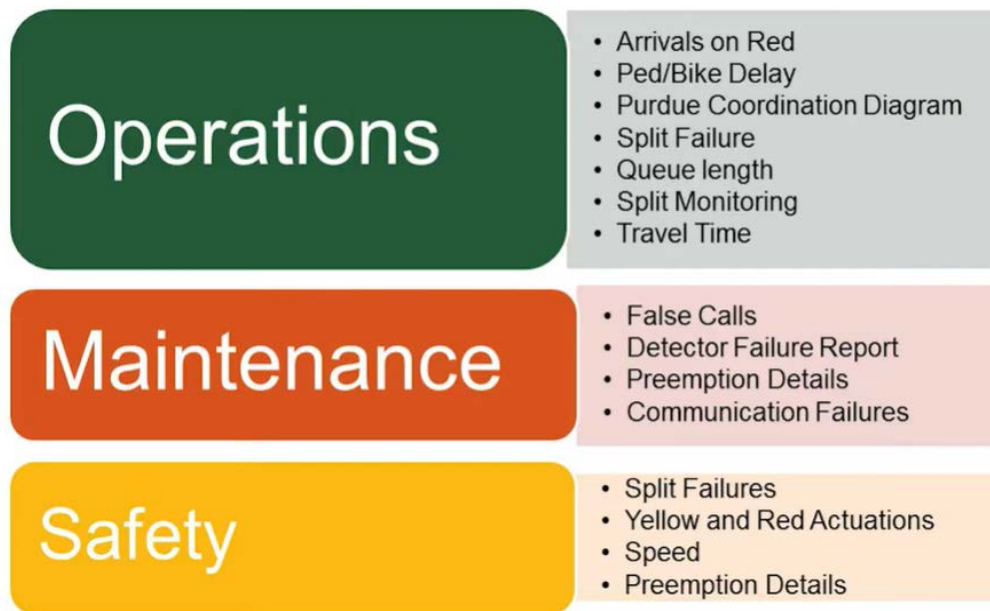 Operations
• Arrivals on Red
• Ped/Bike Delay
• Purdue Coordination Diagram
• Split Failure
• Queue length
• Split Monitoring
• Travel Time
Maintenance
• False Calls
• Detector Failure Report
• Preemption Details
• Communication Failures
Safety
• Split Failures
• Yellow and Red Actuations
• Speed
• Preemption Details